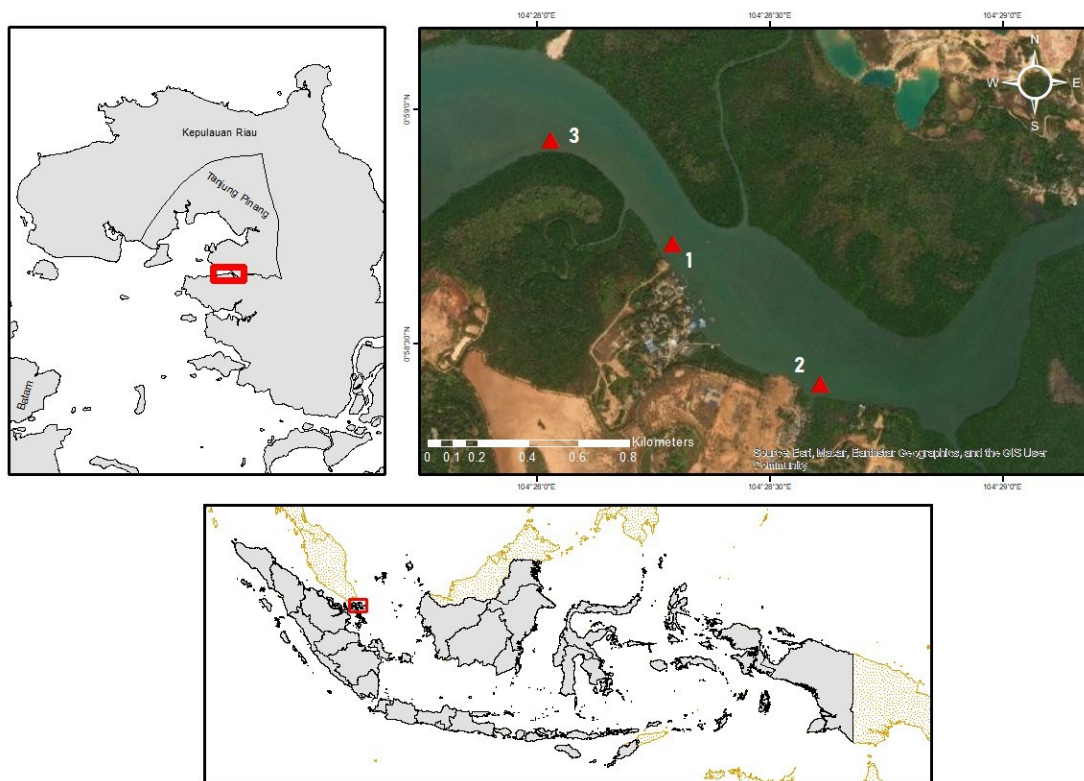 Kepulauan Riau
Tanjung Pinang
Batam
104°28'0"E
104°28'30"E
104°29'0"E
0°59'0"N
0°58'30"N
N
W
E
S
3
1
2
Kilometers
0 0.1 0.2 0.4 0.6 0.8
Source: Esri, Maxar, Earthstar Geographics, and the GIS User
Community
104°28'0"E
104°28'30"E
104°29'0"E